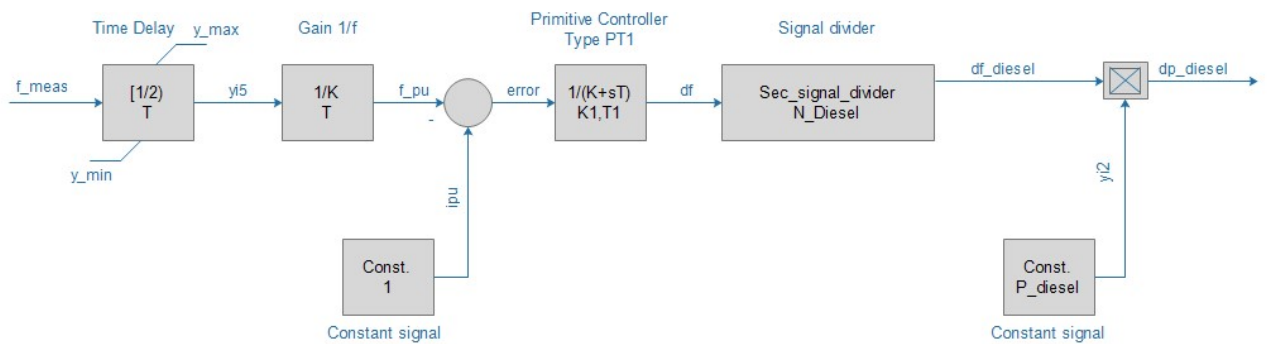 Time Delay
y_max
Gain 1/f
Primitive Controller
Type PT1
Signal divider
f_meas
[1/2)
T
yi5
1/K
T
f_pu
-
error
1/(K+sT)
K1,T1
df
Sec_signal_divider
N_Diesel
df_diesel
dp_diesel
y_min
ipu
yi2
Const.
1
Constant signal
Const.
P_diesel
Constant signal